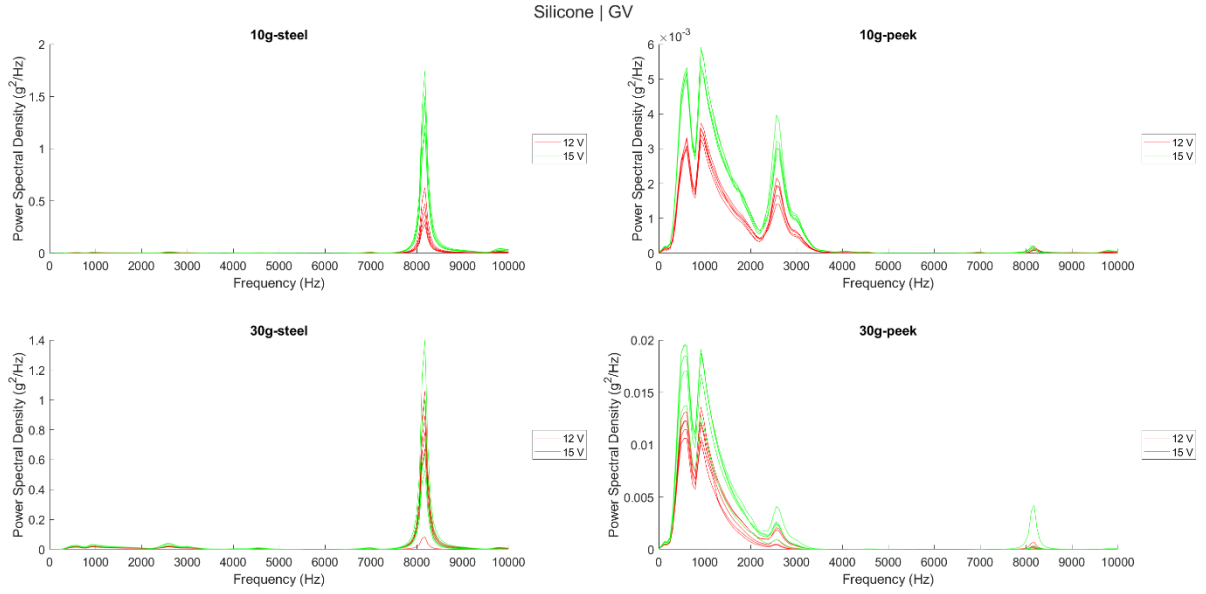 Silicone | GV
10g-steel
Power Spectral Density (g²/Hz)
2
1.5
1
0.5
0
0 1000 2000 3000 4000 5000 6000 7000 8000 9000 10000
Frequency (Hz)
12 V
15 V
10g-peek
×10⁻³
Power Spectral Density (g²/Hz)
6
5
4
3
2
1
0
0 1000 2000 3000 4000 5000 6000 7000 8000 9000 10000
Frequency (Hz)
12 V
15 V
30g-steel
Power Spectral Density (g²/Hz)
1.4
1.2
1
0.8
0.6
0.4
0.2
0
0 1000 2000 3000 4000 5000 6000 7000 8000 9000 10000
Frequency (Hz)
12 V
15 V
30g-peek
Power Spectral Density (g²/Hz)
0.02
0.015
0.01
0.005
0
0 1000 2000 3000 4000 5000 6000 7000 8000 9000 10000
Frequency (Hz)
12 V
15 V